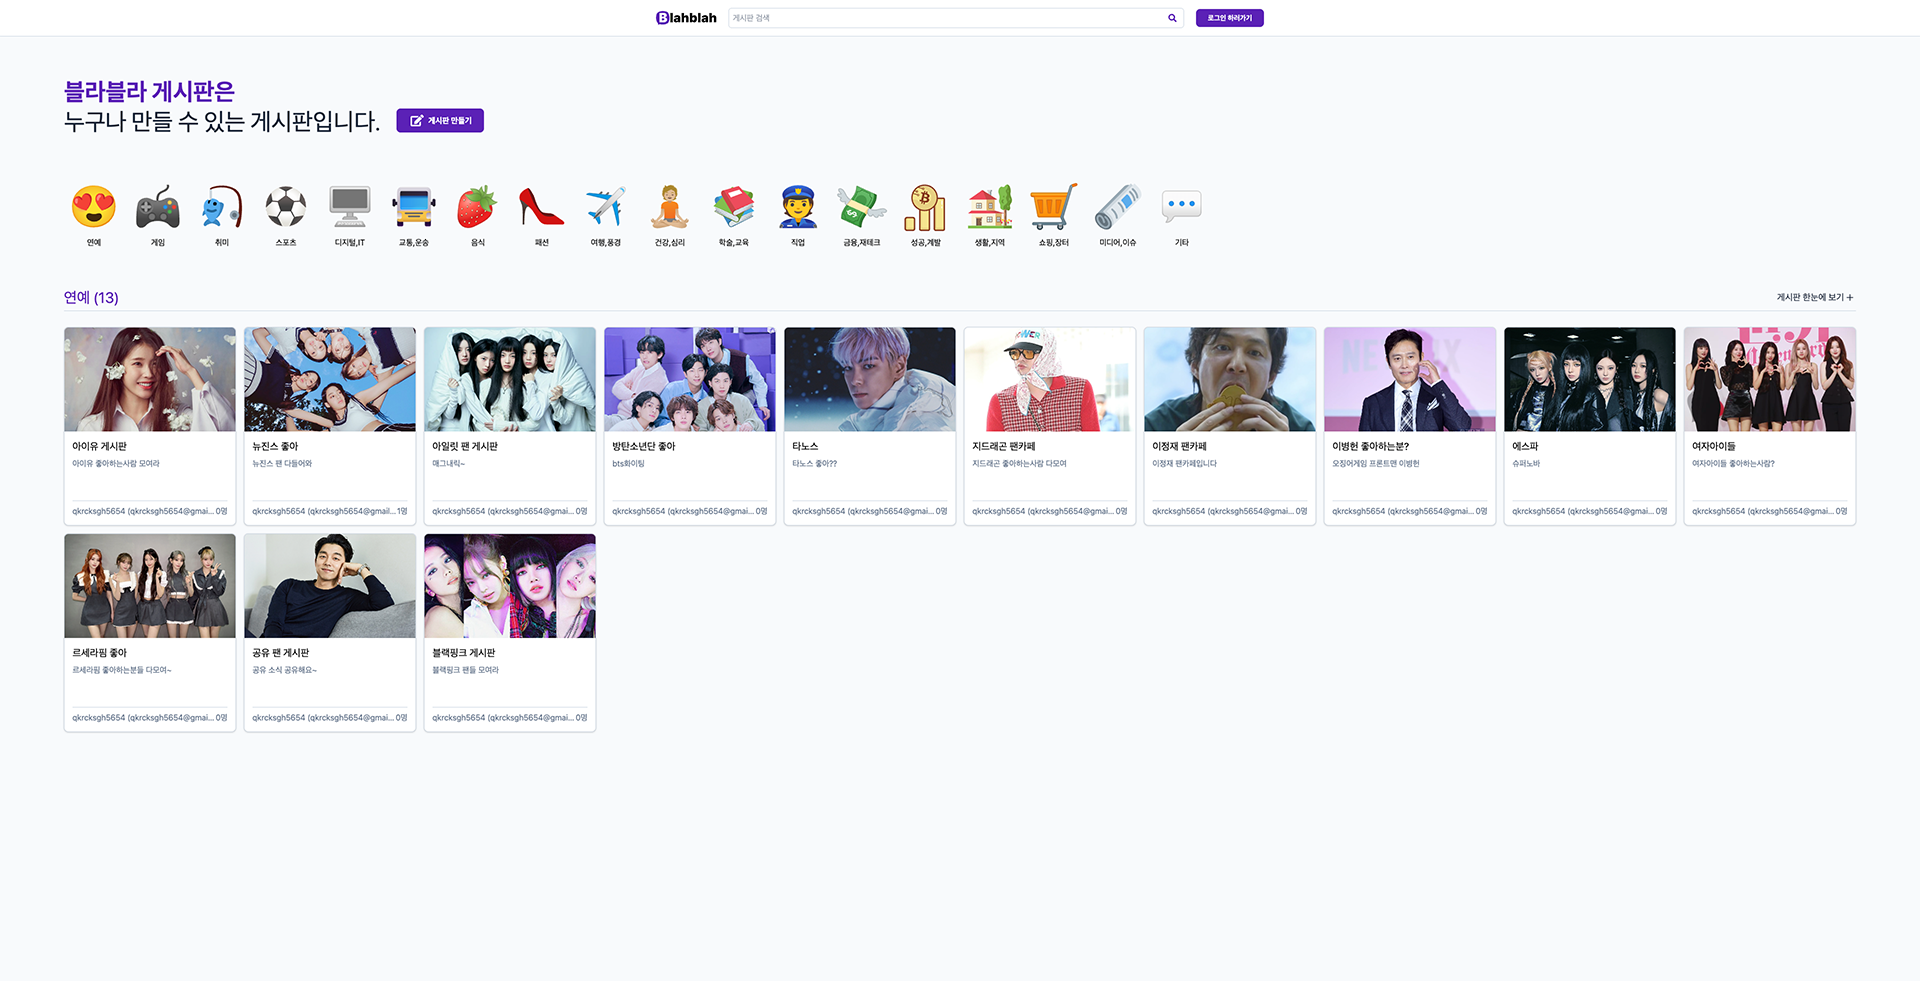 Blahblah
게시판 검색
로그인 하러가기
블라블라 게시판은
누구나 만들 수 있는 게시판입니다.
게시판 만들기
연예
게임
취미
스포츠
디지털,IT
교통,운송
음식
패션
여행,풍경
건강,심리
학술,교육
직업
금융,재테크
성공,계발
생활,지역
쇼핑,장터
미디어,이슈
기타
연예 (13)
게시판 한눈에 보기 +
아이유 게시판
아이유 좋아하는사람 모여라
qkrcksgh5654 (qkrcksgh5654@gmai... 0명
뉴진스 좋아
뉴진스 팬 다들어와
qkrcksgh5654 (qkrcksgh5654@gmail... 1명
아일릿 팬 게시판
매그내릭~
qkrcksgh5654 (qkrcksgh5654@gmai... 0명
방탄소년단 좋아
bts화이팅
qkrcksgh5654 (qkrcksgh5654@gmai... 0명
타노스
타노스 좋아??
qkrcksgh5654 (qkrcksgh5654@gmai... 0명
지드래곤 팬카페
지드래곤 좋아하는사람 다모여
qkrcksgh5654 (qkrcksgh5654@gmai... 0명
이정재 팬카페
이정재 팬카페입니다
qkrcksgh5654 (qkrcksgh5654@gmai... 0명
이병헌 좋아하는분?
오징어게임 프론트맨 이병헌
qkrcksgh5654 (qkrcksgh5654@gmai... 0명
에스파
슈퍼노바
qkrcksgh5654 (qkrcksgh5654@gmai... 0명
여자아이들
여자아이들 좋아하는사람?
qkrcksgh5654 (qkrcksgh5654@gmai... 0명
르세라핌 좋아
르세라핌 좋아하는분들 다모여~
qkrcksgh5654 (qkrcksgh5654@gmai... 0명
공유 팬 게시판
공유 소식 공유해요~
qkrcksgh5654 (qkrcksgh5654@gmai... 0명
블랙핑크 게시판
블랙핑크 팬들 모여라
qkrcksgh5654 (qkrcksgh5654@gmai... 0명